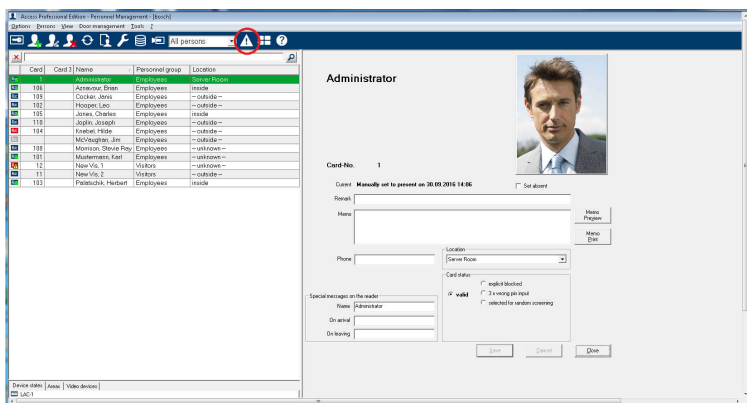 Access Professional Edition - Personnel Management - [bosch]
Options Persons View Door management Tools ?
All persons
Card Card 3 Name / Personnel group Location
1 Administrator Employees Server Room
106 Aznavour, Brian Employees inside
109 Cocker, Janis Employees -- outside --
102 Hooper, Leo Employees -- outside --
105 Jones, Charles Employees inside
110 Joplin, Joseph Employees -- outside --
104 Knebel, Hilde Employees -- outside --
McVaughan, Jim Employees -- outside --
108 Morrison, Stevie Ray Employees -- unknown --
101 Mustermann, Karl Employees -- unknown --
12 New Vis, 1 Visitors -- unknown --
11 New Vis, 2 Visitors -- outside --
103 Palatschik, Herbert Employees inside
Administrator
Card-No. 1
Current Manually set to present on 30.09.2016 14:06
Set absent
Remark
Memo
Memo Preview
Memo Print
Location
Phone
Server Room
Card status
explicit blocked
valid
3 x wrong pin input
selected for random screening
Special messages on the reader
Name Administrator
On arrival
On leaving
Save Cancel Close
Device states Areas Video devices
LAC-1